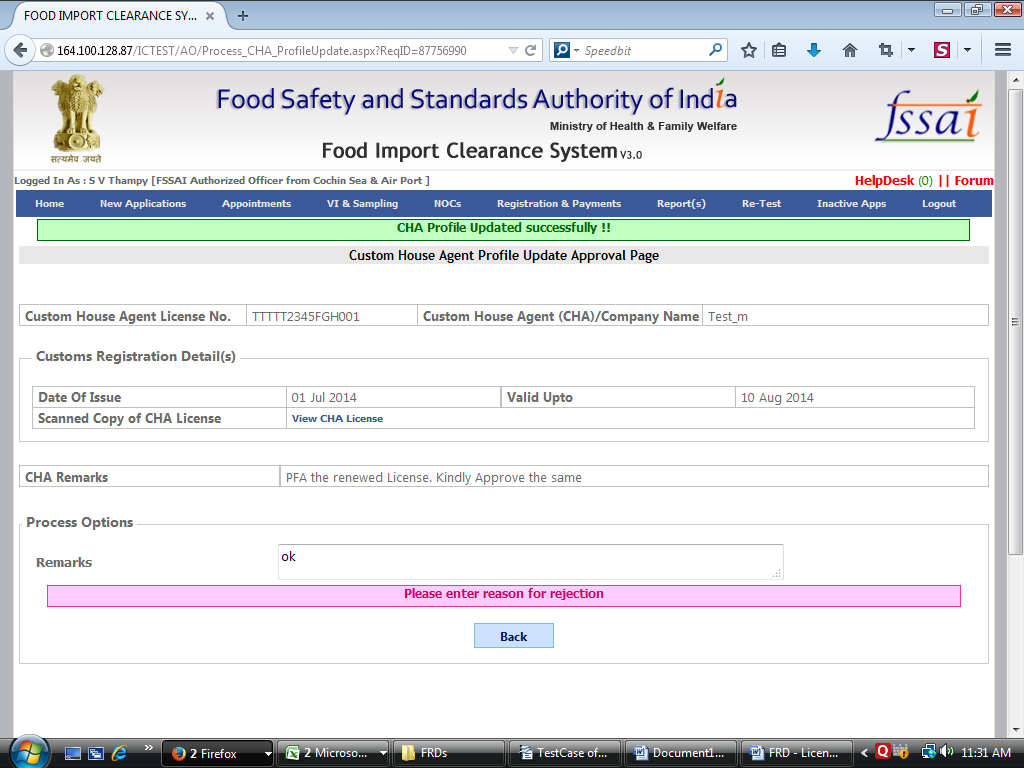 FOOD IMPORT CLEARANCE SY... × +
164.100.128.87/ICTEST/AO/Process_CHA_ProfileUpdate.aspx?ReqID=87756990 Speedbit S
Food Safety and Standards Authority of India
Ministry of Health & Family Welfare
fssai
सत्यमेव जयते
Food Import Clearance System V3.0
Logged In As : S V Thampy [FSSAI Authorized Officer from Cochin Sea & Air Port ] HelpDesk (0) || Forum
Home New Applications Appointments VI & Sampling NOCs Registration & Payments Report(s) Re-Test Inactive Apps Logout
CHA Profile Updated successfully !!
Custom House Agent Profile Update Approval Page
Custom House Agent License No. TTTTT2345FGH001 Custom House Agent (CHA)/Company Name Test_m
Customs Registration Detail(s)
Date Of Issue 01 Jul 2014 Valid Upto 10 Aug 2014
Scanned Copy of CHA License View CHA License
CHA Remarks PFA the renewed License. Kindly Approve the same
Process Options
Remarks ok
Please enter reason for rejection
Back
» 2 Firefox 2 Microso... FRDs TestCase of... Document1... FRD - Licen... < Q 11:31 AM